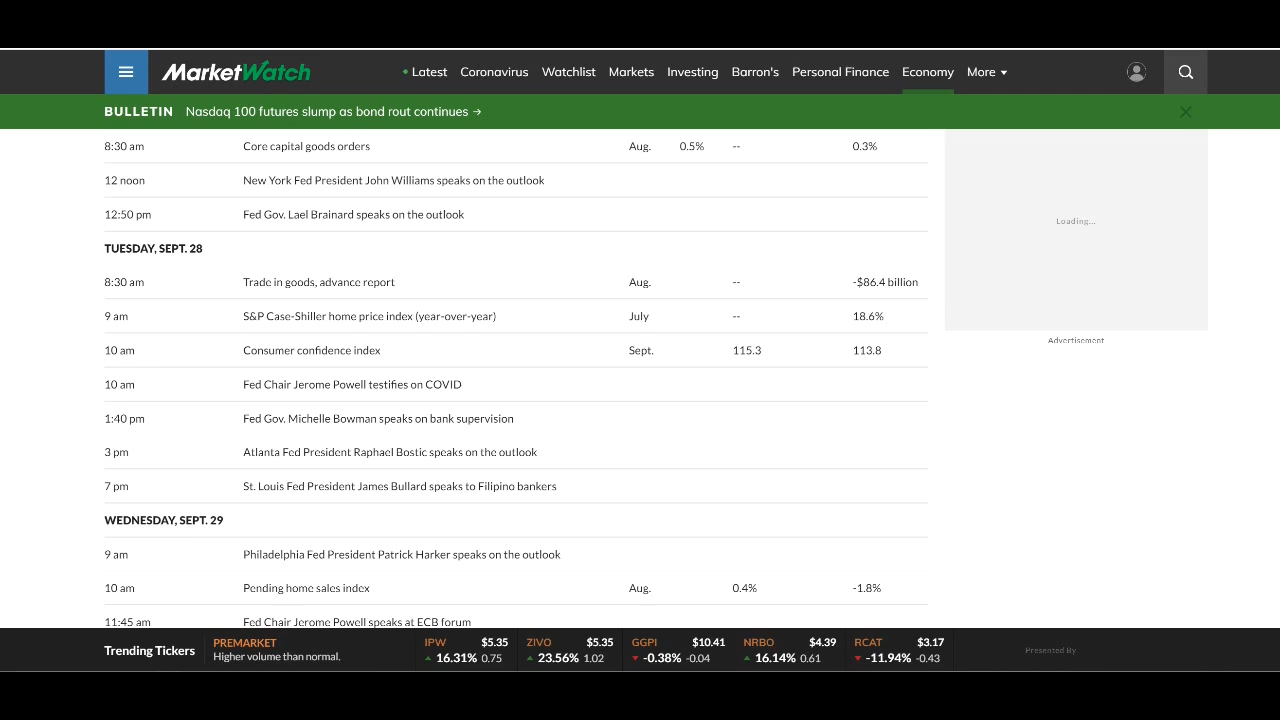 MarketWatch Latest Coronavirus Watchlist Markets Investing Barron's Personal Finance Economy More
BULLETIN Nasdaq 100 futures slump as bond rout continues →
8:30 am Core capital goods orders Aug. 0.5% -- 0.3%
12 noon New York Fed President John Williams speaks on the outlook
12:50 pm Fed Gov. Lael Brainard speaks on the outlook
Loading...
TUESDAY, SEPT. 28
8:30 am Trade in goods, advance report Aug. -- -$86.4 billion
9 am S&P Case-Shiller home price index (year-over-year) July -- 18.6%
Advertisement
10 am Consumer confidence index Sept. 115.3 113.8
10 am Fed Chair Jerome Powell testifies on COVID
1:40 pm Fed Gov. Michelle Bowman speaks on bank supervision
3 pm Atlanta Fed President Raphael Bostic speaks on the outlook
7 pm St. Louis Fed President James Bullard speaks to Filipino bankers
WEDNESDAY, SEPT. 29
9 am Philadelphia Fed President Patrick Harker speaks on the outlook
10 am Pending home sales index Aug. 0.4% -1.8%
11:45 am Fed Chair Jerome Powell speaks at ECB forum
Trending Tickers
PREMARKET
Higher volume than normal.
IPW $5.35
16.31% 0.75
ZIVO $5.35
23.56% 1.02
GGPI $10.41
-0.38% -0.04
NRBO $4.39
16.14% 0.61
RCAT $3.17
-11.94% -0.43
Presented By